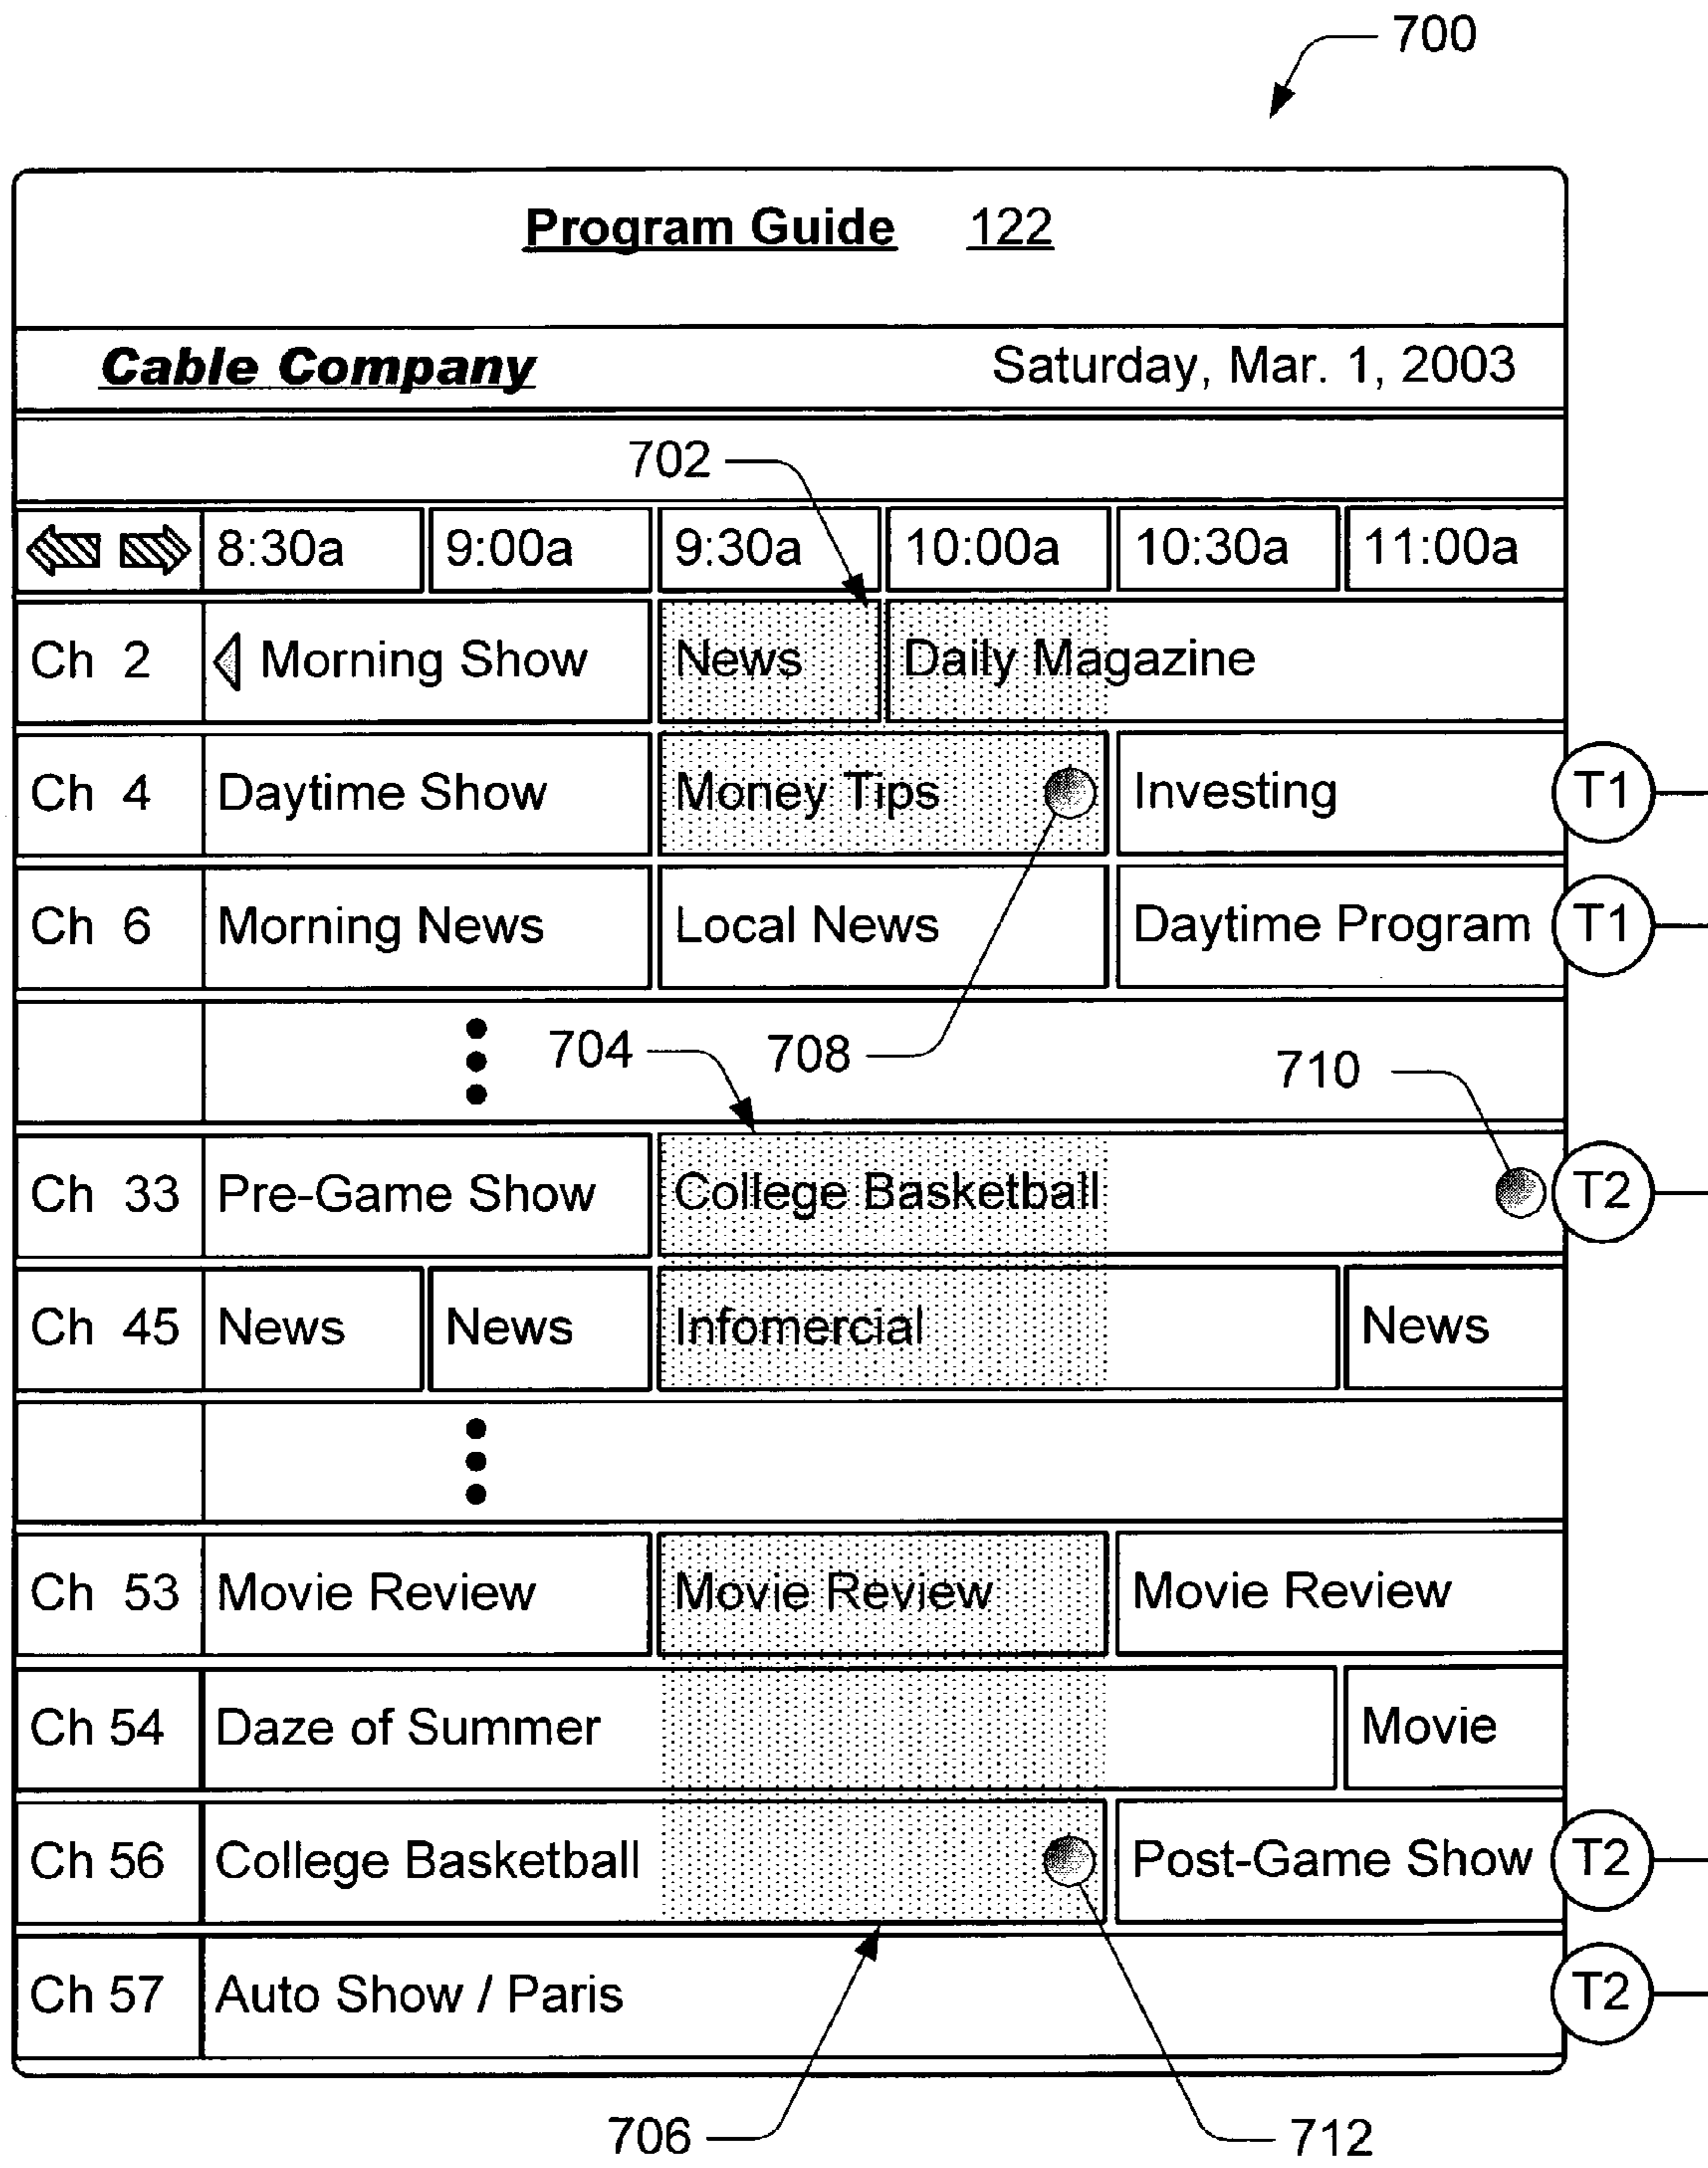 700
Program Guide 122
Cable Company Saturday, Mar. 1, 2003
702
8:30a 9:00a 9:30a 10:00a 10:30a 11:00a
Ch 2 Morning Show News Daily Magazine
Ch 4 Daytime Show Money Tips Investing T1
Ch 6 Morning News Local News Daytime Program T1
704 708 710
Ch 33 Pre-Game Show College Basketball T2
Ch 45 News News Infomercial News
Ch 53 Movie Review Movie Review Movie Review
Ch 54 Daze of Summer Movie
Ch 56 College Basketball Post-Game Show T2
Ch 57 Auto Show / Paris T2
706 712